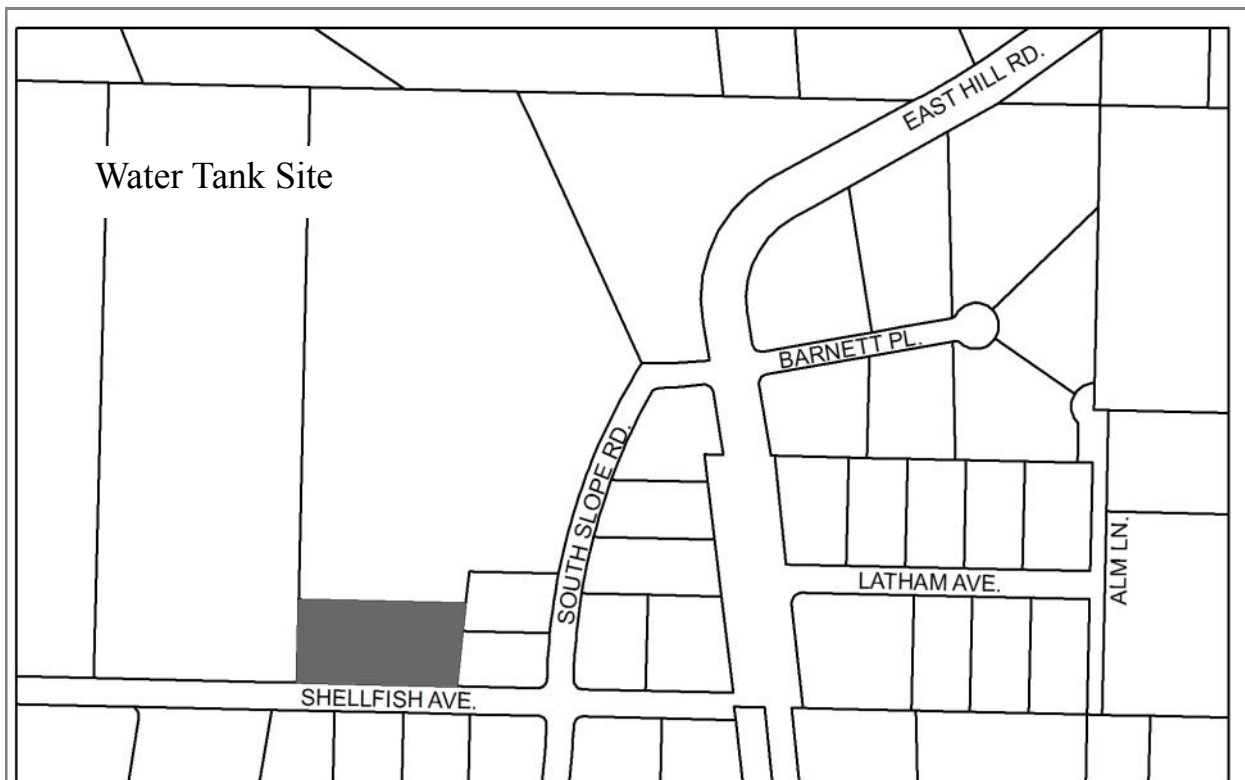 EAST HILL RD.
Water Tank Site
BARNETT PL.
SOUTH SLOPE RD.
ALM LN.
LATHAM AVE.
SHELLFISH AVE.